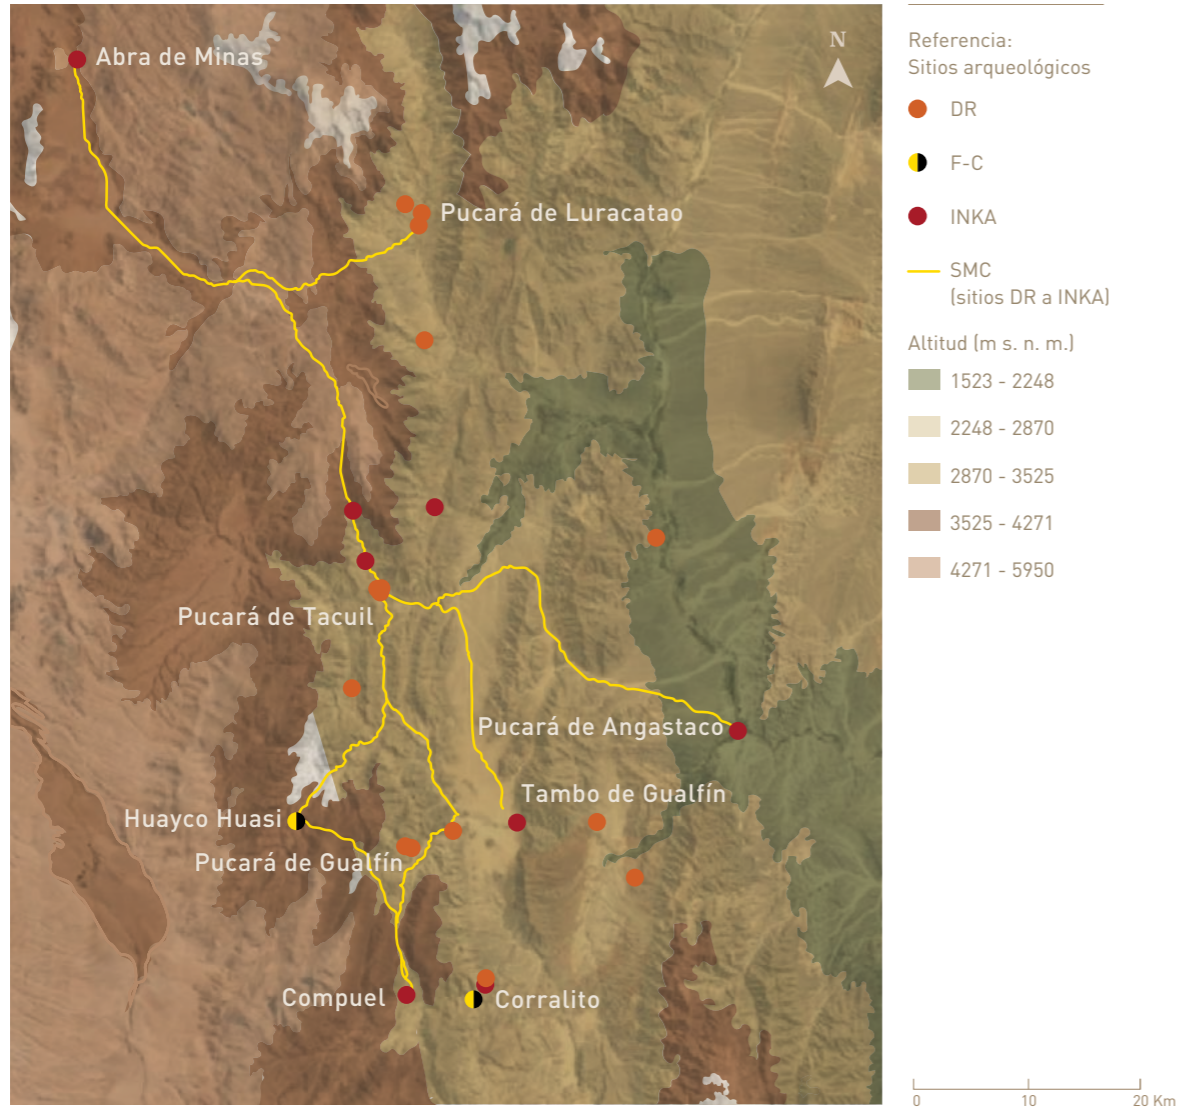 Abra de Minas
N
Pucará de Luracatao
Pucará de Tacuil
Pucará de Angastaco
Tambo de Gualfín
Huayco Huasi
Pucará de Gualfín
Compuel
Corralito
Referencia:
Sitios arqueológicos
DR
F-C
INKA
SMC
(sitios DR a INKA)
Altitud (m s. n. m.)
1523 - 2248
2248 - 2870
2870 - 3525
3525 - 4271
4271 - 5950
0 10 20 Km